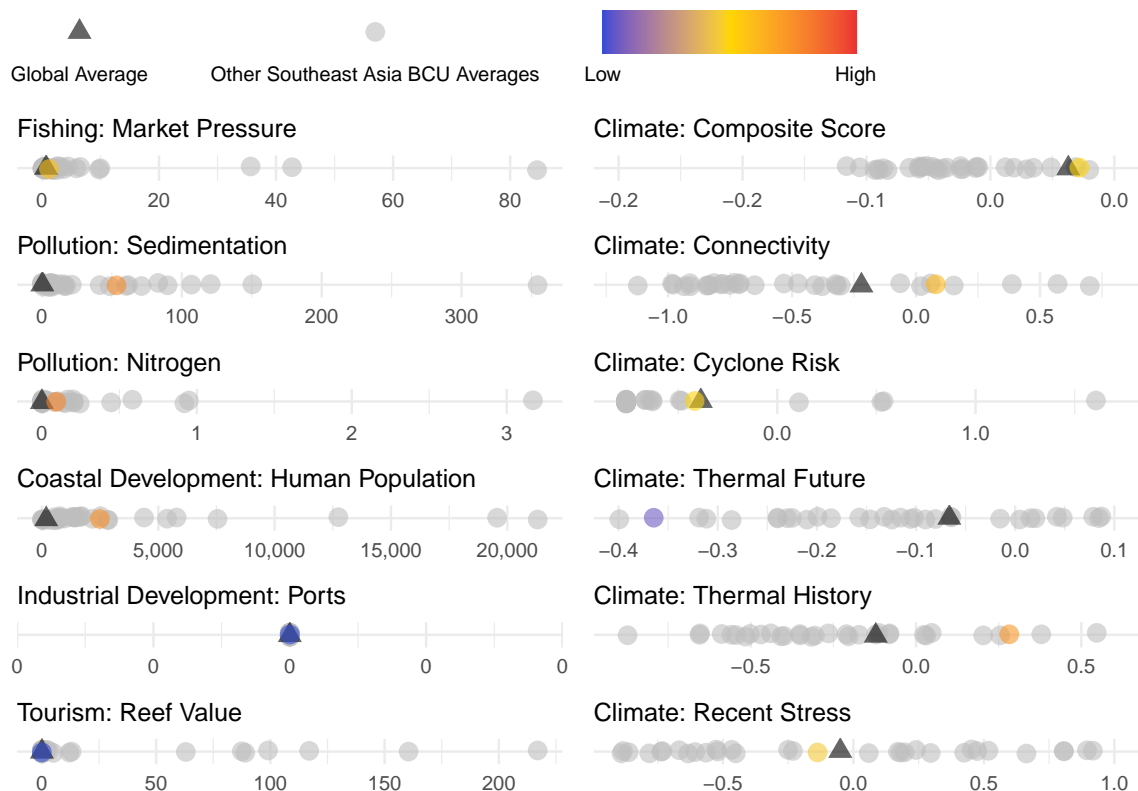 Global Average
Other Southeast Asia BCU Averages
Low
High
Fishing: Market Pressure
0 20 40 60 80
Pollution: Sedimentation
0 100 200 300
Pollution: Nitrogen
0 1 2 3
Coastal Development: Human Population
0 5,000 10,000 15,000 20,000
Industrial Development: Ports
0 0 0 0 0
Tourism: Reef Value
0 50 100 150 200
Climate: Composite Score
−0.2 −0.2 −0.1 0.0 0.0
Climate: Connectivity
−1.0 −0.5 0.0 0.5
Climate: Cyclone Risk
0.0 1.0
Climate: Thermal Future
−0.4 −0.3 −0.2 −0.1 0.0 0.1
Climate: Thermal History
−0.5 0.0 0.5
Climate: Recent Stress
−0.5 0.0 0.5 1.0